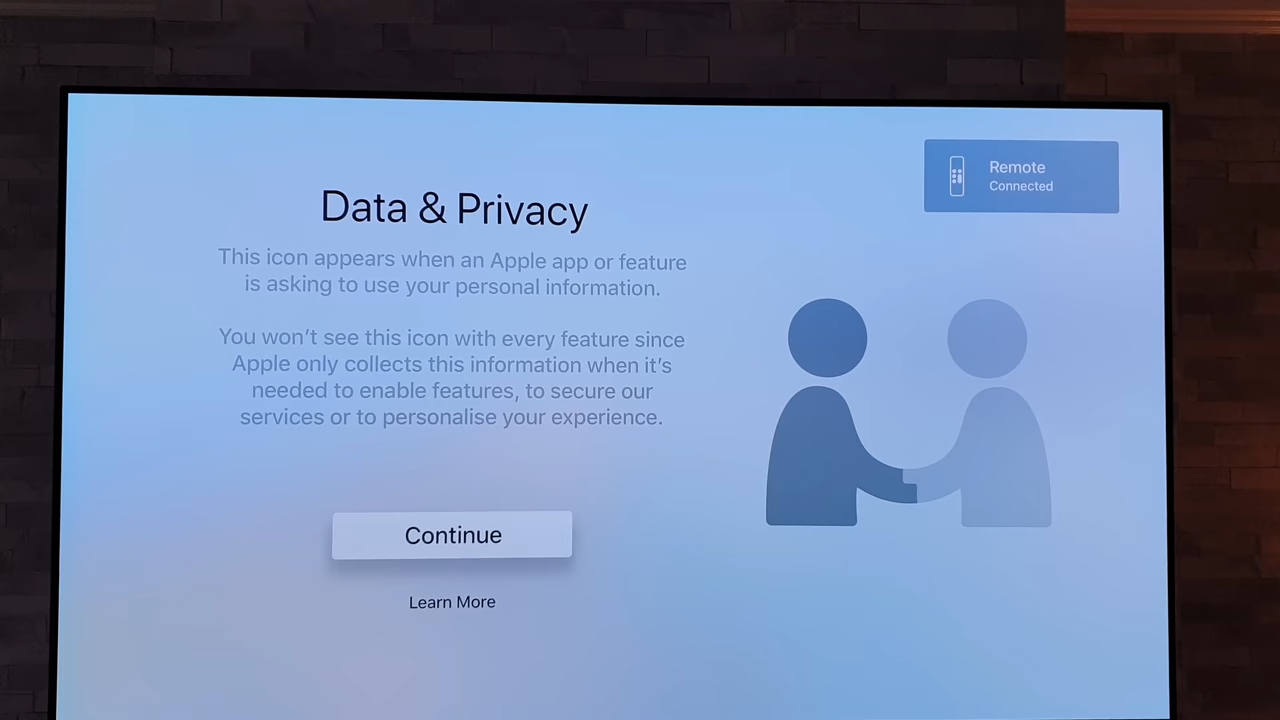 Remote
Connected
Data & Privacy
This icon appears when an Apple app or feature
is asking to use your personal information.
You won't see this icon with every feature since
Apple only collects this information when it's
needed to enable features, to secure our
services or to personalise your experience.
Continue
Learn More